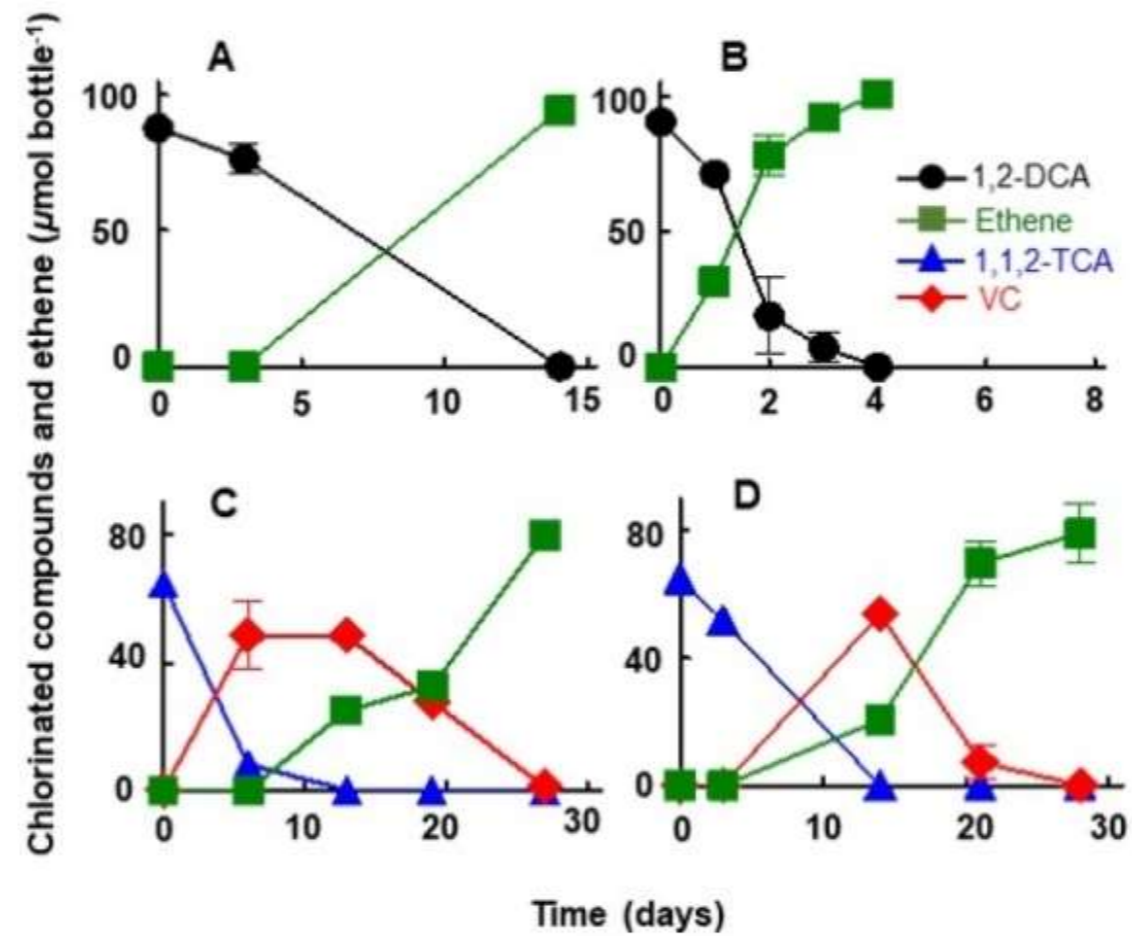 Chlorinated compounds and ethene (µmol bottle-1)
A
100
50
0
0 5 10 15
B
100
50
0
0 2 4 6 8
1,2-DCA
Ethene
1,1,2-TCA
VC
C
80
40
0
0 10 20 30
D
80
40
0
0 10 20 30
Time (days)